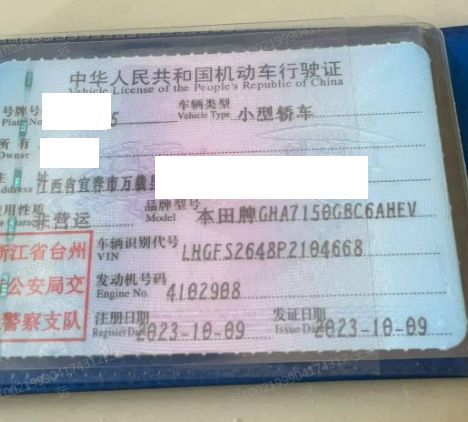 中华人民共和国机动车行驶证
Vehicle License of the People's Republic of China
号牌号 5 车辆类型 小型轿车
Plate No. Vehicle Type
所有
Owner
住址 江西省宜春市万载县
Address
使用性质 非营运 品牌型号 本田牌GHA7150GBC6AHEV
Character Model
浙江省台州 车辆识别代号 LHGFS2648P2104668
VIN
公安局交 发动机号码 4102908
Engine No.
警察支队 注册日期 2023-10-09 发证日期 2023-10-09
Register Date Issue Date